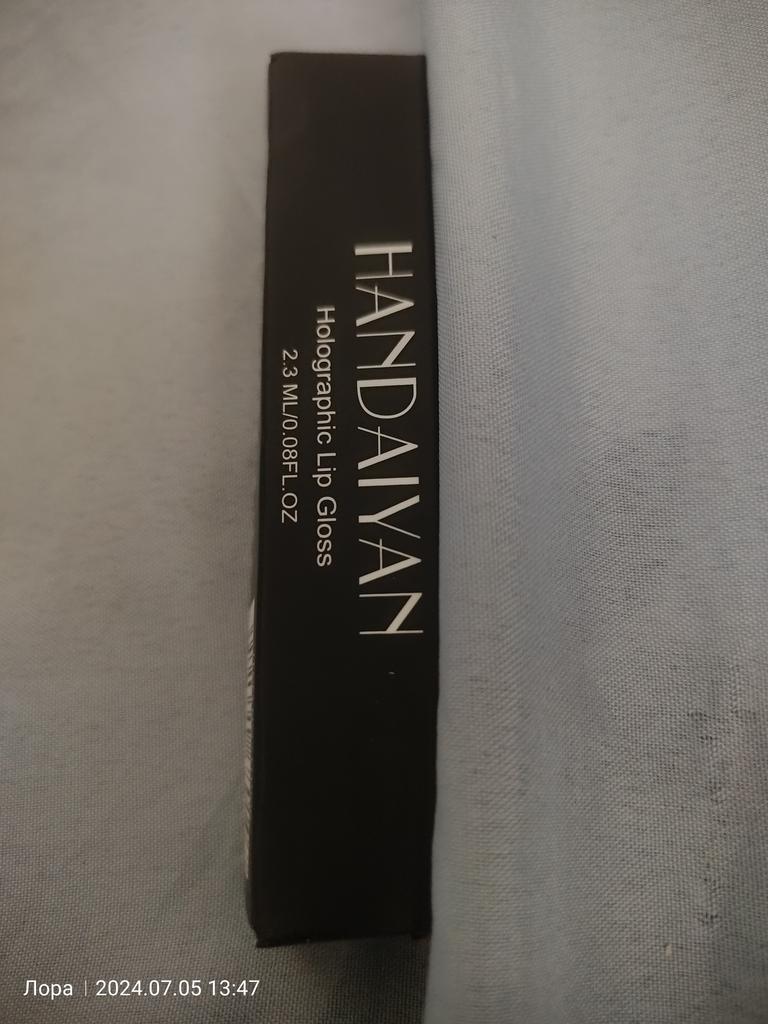 HANDAIYAN
Holographic Lip Gloss
2.3 ML/0.08FL.OZ
Лора | 2024.07.05 13:47